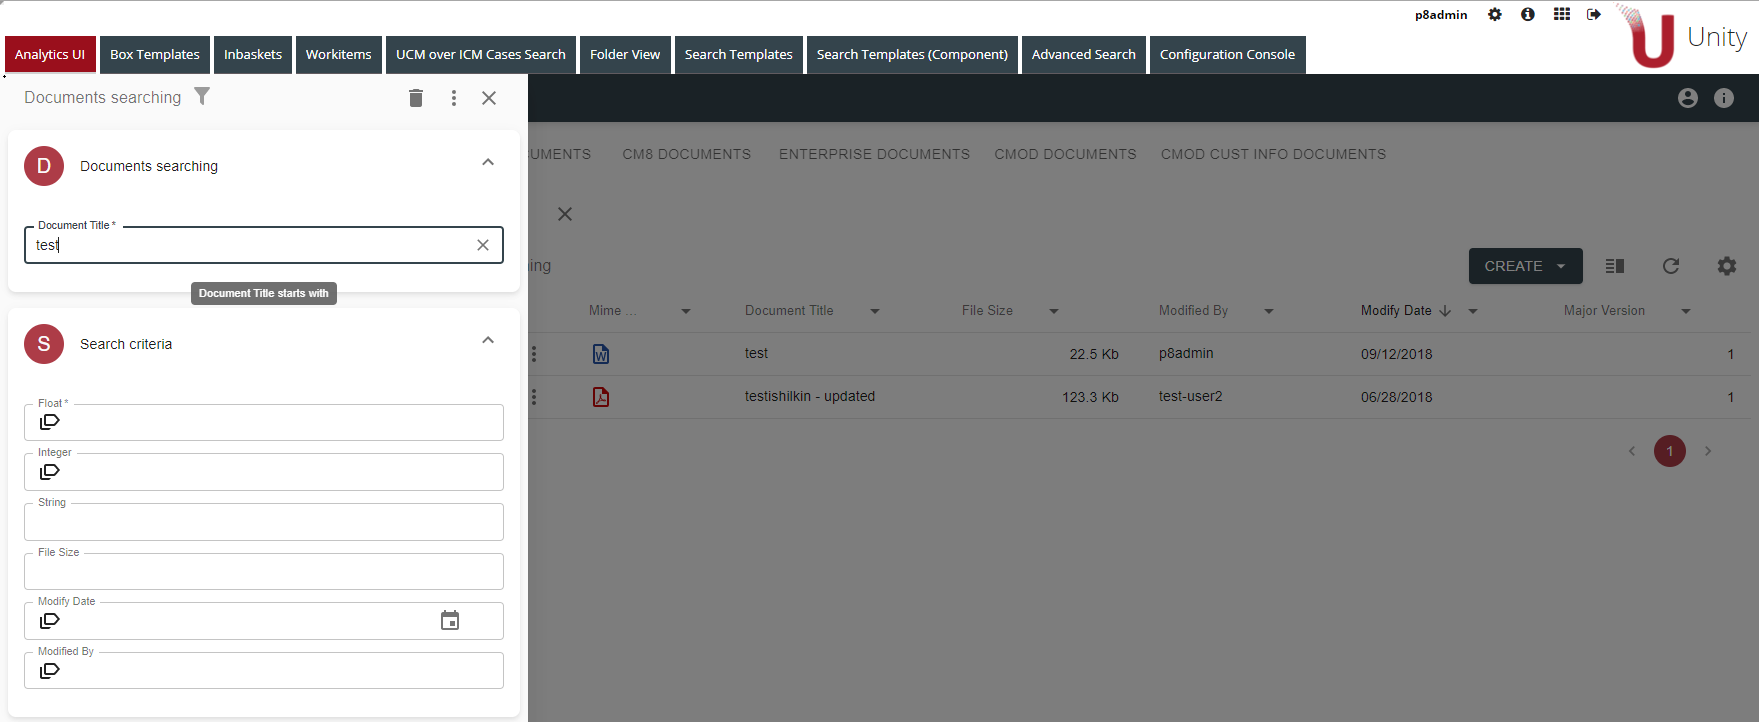 p8admin
Unity
Analytics UI
Box Templates
Inbaskets
Workitems
UCM over ICM Cases Search
Folder View
Search Templates
Search Templates (Component)
Advanced Search
Configuration Console
Documents searching
UMENTS
CM8 DOCUMENTS
ENTERPRISE DOCUMENTS
CMOD DOCUMENTS
CMOD CUST INFO DOCUMENTS
D
Documents searching
Document Title *
test
Document Title starts with
ing
CREATE
Mime ...
Document Title
File Size
Modified By
Modify Date
Major Version
test
22.5 Kb
p8admin
09/12/2018
1
testishilkin - updated
123.3 Kb
test-user2
06/28/2018
1
1
S
Search criteria
Float *
Integer
String
File Size
Modify Date
Modified By